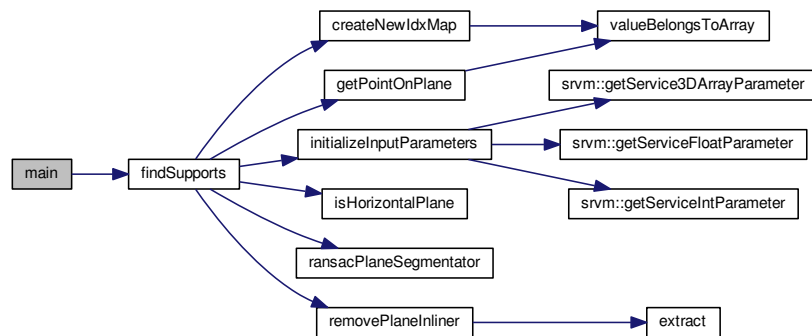 main
findSupports
createNewIdxMap
getPointOnPlane
initializeInputParameters
isHorizontalPlane
ransacPlaneSegmentator
removePlaneInliner
valueBelongsToArray
srvm::getService3DArrayParameter
srvm::getServiceFloatParameter
srvm::getServiceIntParameter
extract